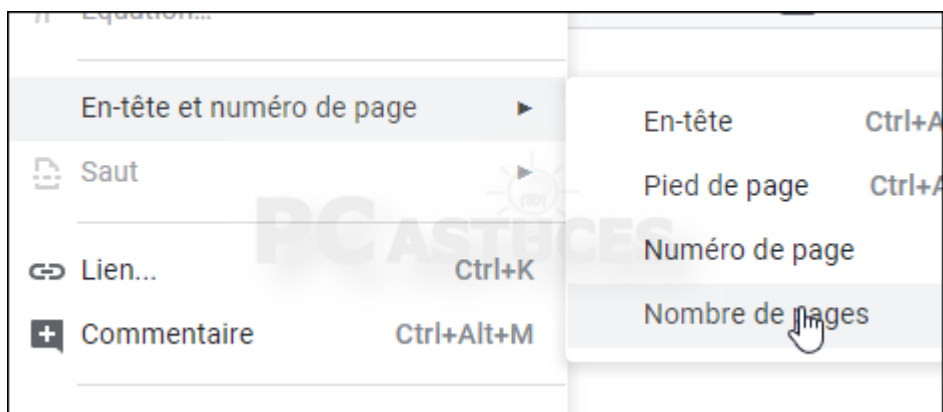 Équation...
En-tête et numéro de page
En-tête Ctrl+A
Saut
Pied de page Ctrl+A
Numéro de page
Lien... Ctrl+K
Nombre de pages
Commentaire Ctrl+Alt+M
PC ASTUCES